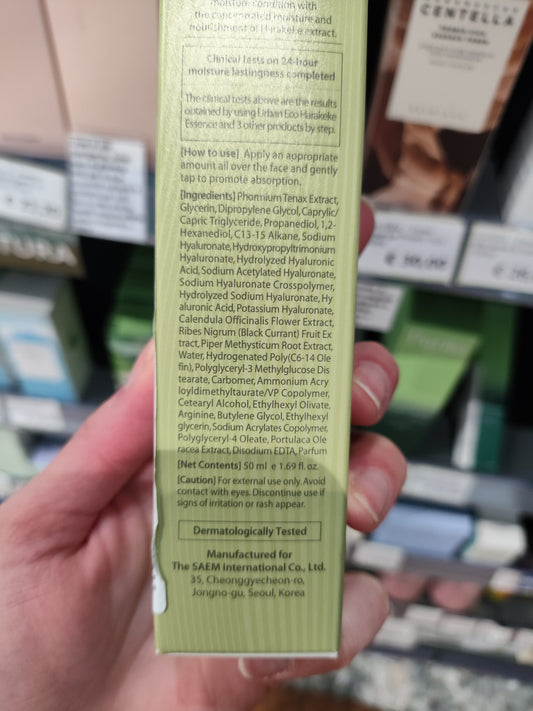 moisture condition with
the concentrated moisture and
nourishment of Harakeke extract.
Clinical tests on 24-hour
moisture lastingness completed
The clinical tests above are the results
obtained by using Urban Eco Harakeke
Essence and 3 other products by step.
[How to use] Apply an appropriate
amount all over the face and gently
tap to promote absorption.
[Ingredients] Phormium Tenax Extract,
Glycerin, Dipropylene Glycol, Caprylic/
Capric Triglyceride, Propanediol, 1,2-
Hexanediol, C13-15 Alkane, Sodium
Hyaluronate, Hydroxypropyltrimonium
Hyaluronate, Hydrolyzed Hyaluronic
Acid, Sodium Acetylated Hyaluronate,
Sodium Hyaluronate Crosspolymer,
Hydrolyzed Sodium Hyaluronate, Hy
aluronic Acid, Potassium Hyaluronate,
Calendula Officinalis Flower Extract,
Ribes Nigrum (Black Currant) Fruit Ex
tract, Piper Methysticum Root Extract,
Water, Hydrogenated Poly(C6-14 Ole
fin), Polyglyceryl-3 Methylglucose Dis
tearate, Carbomer, Ammonium Acry
loyldimethyltaurate/VP Copolymer,
Cetearyl Alcohol, Ethylhexyl Olivate,
Arginine, Butylene Glycol, Ethylhexyl
glycerin, Sodium Acrylates Copolymer,
Polyglyceryl-4 Oleate, Portulaca Ole
racea Extract, Disodium EDTA, Parfum
[Net Contents] 50 ml e 1.69 fl. oz.
[Caution] For external use only. Avoid
contact with eyes. Discontinue use if
signs of irritation or rash appear.
Dermatologically Tested
Manufactured for
The SAEM International Co., Ltd.
35, Cheonggyecheon-ro,
Jongno-gu, Seoul, Korea
CENTELLA